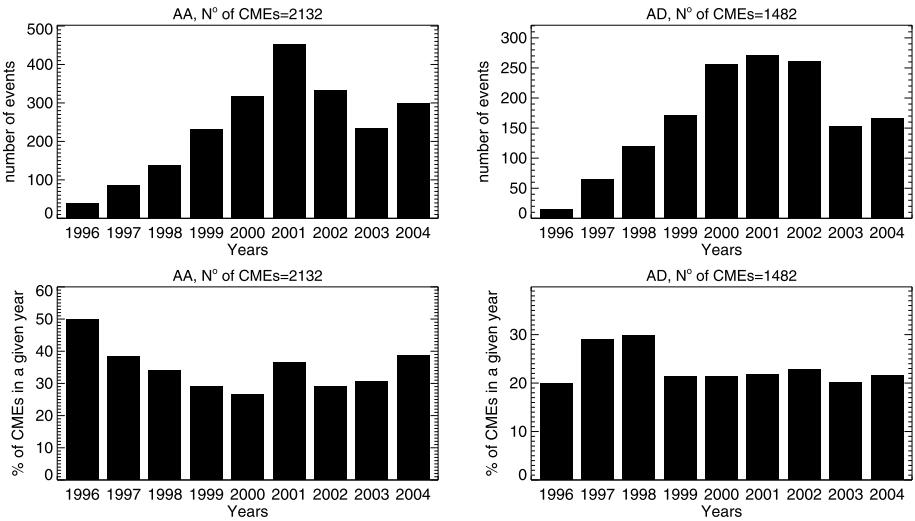 AA, Nº of CMEs=2132
number of events
500
400
300
200
100
0
1996 1997 1998 1999 2000 2001 2002 2003 2004
Years
AD, Nº of CMEs=1482
number of events
300
250
200
150
100
50
0
1996 1997 1998 1999 2000 2001 2002 2003 2004
Years
AA, Nº of CMEs=2132
% of CMEs in a given year
60
50
40
30
20
10
0
1996 1997 1998 1999 2000 2001 2002 2003 2004
Years
AD, Nº of CMEs=1482
% of CMEs in a given year
30
20
10
0
1996 1997 1998 1999 2000 2001 2002 2003 2004
Years